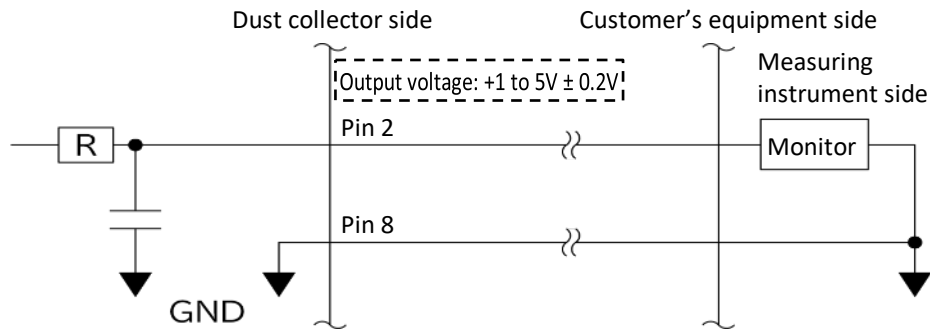 Dust collector side
Customer’s equipment side
Output voltage: +1 to 5V ± 0.2V
Measuring
instrument side
Pin 2
R
Monitor
Pin 8
GND